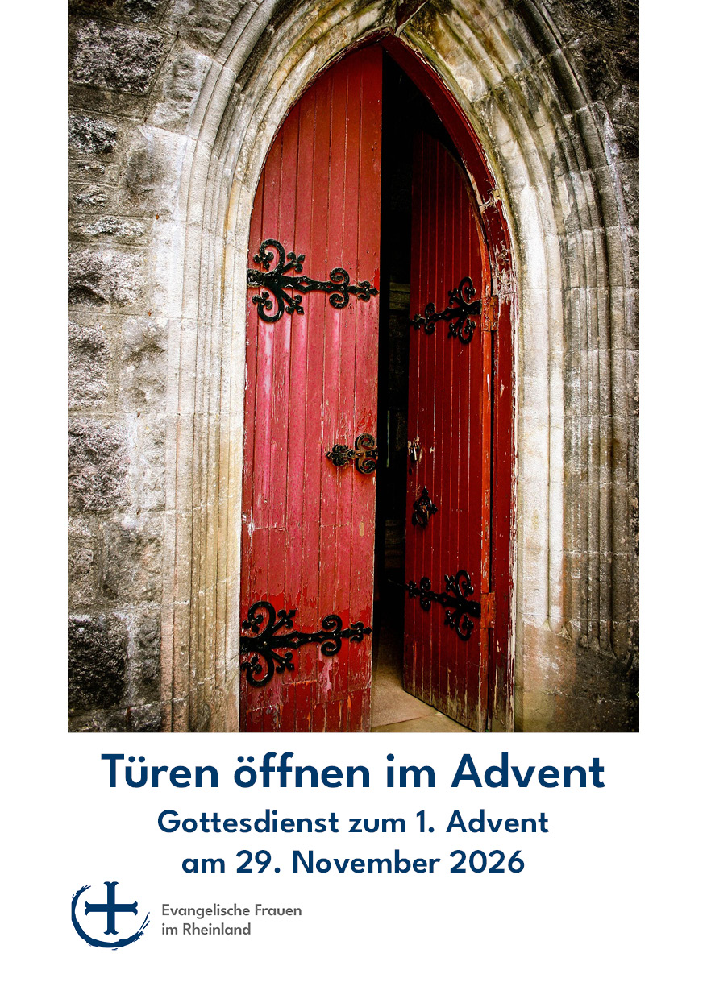 Türen öffnen im Advent
Gottesdienst zum 1. Advent
am 29. November 2026
Evangelische Frauen
im Rheinland